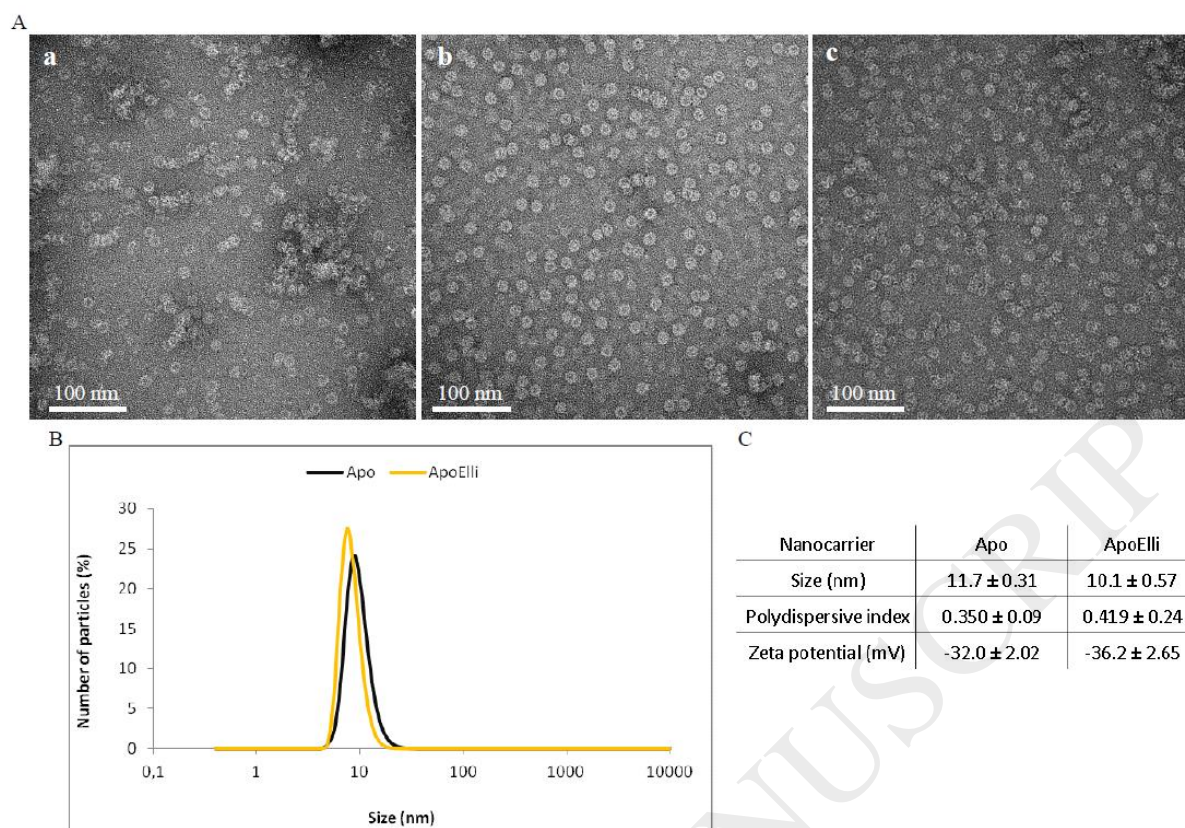 A
a
b
c
100 nm
100 nm
100 nm
B
Apo
ApoElli
30
25
20
15
10
5
0
Number of particles (%)
0,1
1
10
100
1000
10000
Size (nm)
C
Nanocarrier Apo ApoElli
Size (nm) 11.7 ± 0.31 10.1 ± 0.57
Polydispersive index 0.350 ± 0.09 0.419 ± 0.24
Zeta potential (mV) -32.0 ± 2.02 -36.2 ± 2.65
NUSCRIP